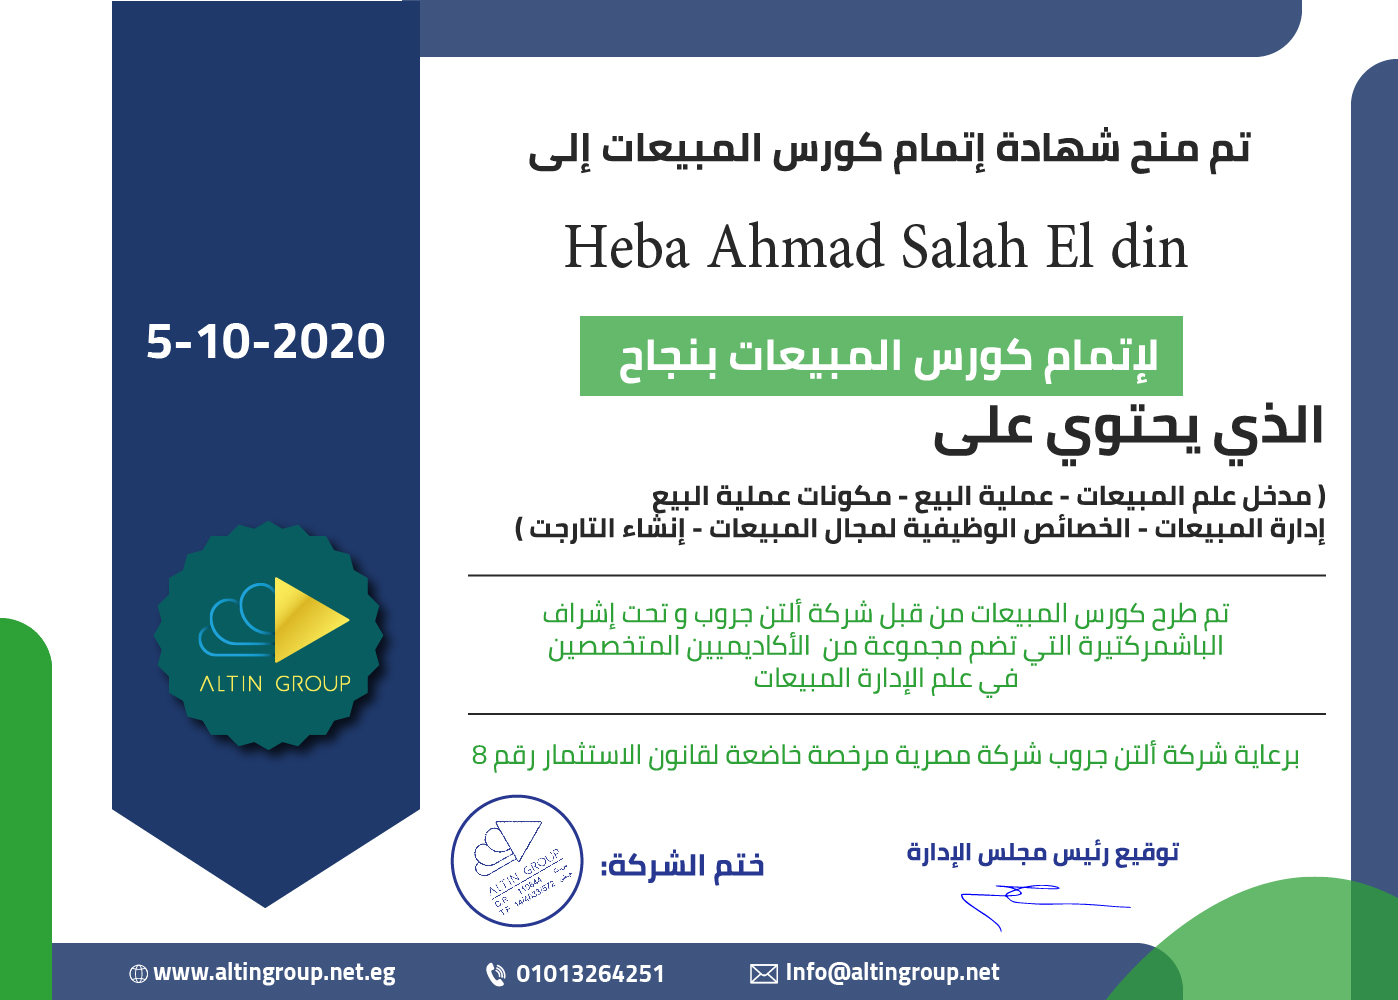 تم منح شهادة إتمام كورس المبيعات إلى
Heba Ahmad Salah El din
5-10-2020
لإتمام كورس المبيعات بنجاح
الذي يحتوي على
( مدخل علم المبيعات - عملية البيع - مكونات عملية البيع
إدارة المبيعات - الخصائص الوظيفية لمجال المبيعات - إنشاء التارجت )
ALTIN GROUP
تم طرح كورس المبيعات من قبل شركة ألتن جروب و تحت إشراف
الباشمركتيرة التي تضم مجموعة من الأكاديميين المتخصصين
في علم الإدارة المبيعات
برعاية شركة ألتن جروب شركة مصرية مرخصة خاضعة لقانون الاستثمار رقم 8
توقيع رئيس مجلس الإدارة
ختم الشركة:
ALTIN GROUP
C.R
T.F
www.altingroup.net.eg
01013264251
Info@altingroup.net